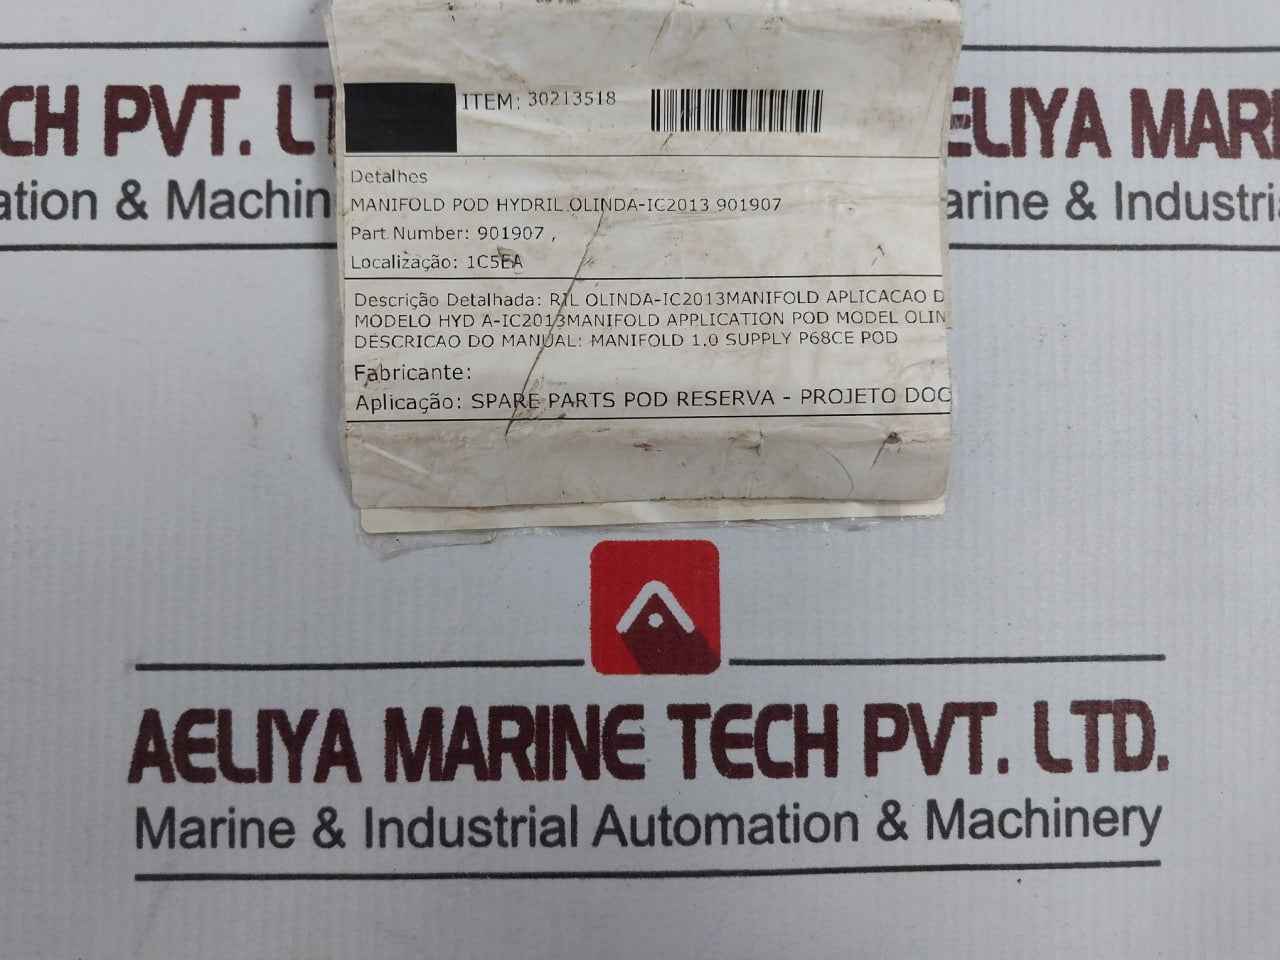 ITEM: 30213518
Detalhes
MANIFOLD POD HYDRIL OLINDA-IC2013 901907
Part Number: 901907 ,
Localização: 1C5EA
Descrição Detalhada: RIL OLINDA-IC2013MANIFOLD APLICACAO D
MODELO HYD A-IC2013MANIFOLD APPLICATION POD MODEL OLIN
DESCRICAO DO MANUAL: MANIFOLD 1.0 SUPPLY P68CE POD
Fabricante:
Aplicação: SPARE PARTS POD RESERVA - PROJETO DOC
CH PVT. LT
ELIYA MARI
ation & Machin
arine & Industria
AELIYA MARINE TECH PVT. LTD.
Marine & Industrial Automation & Machinery